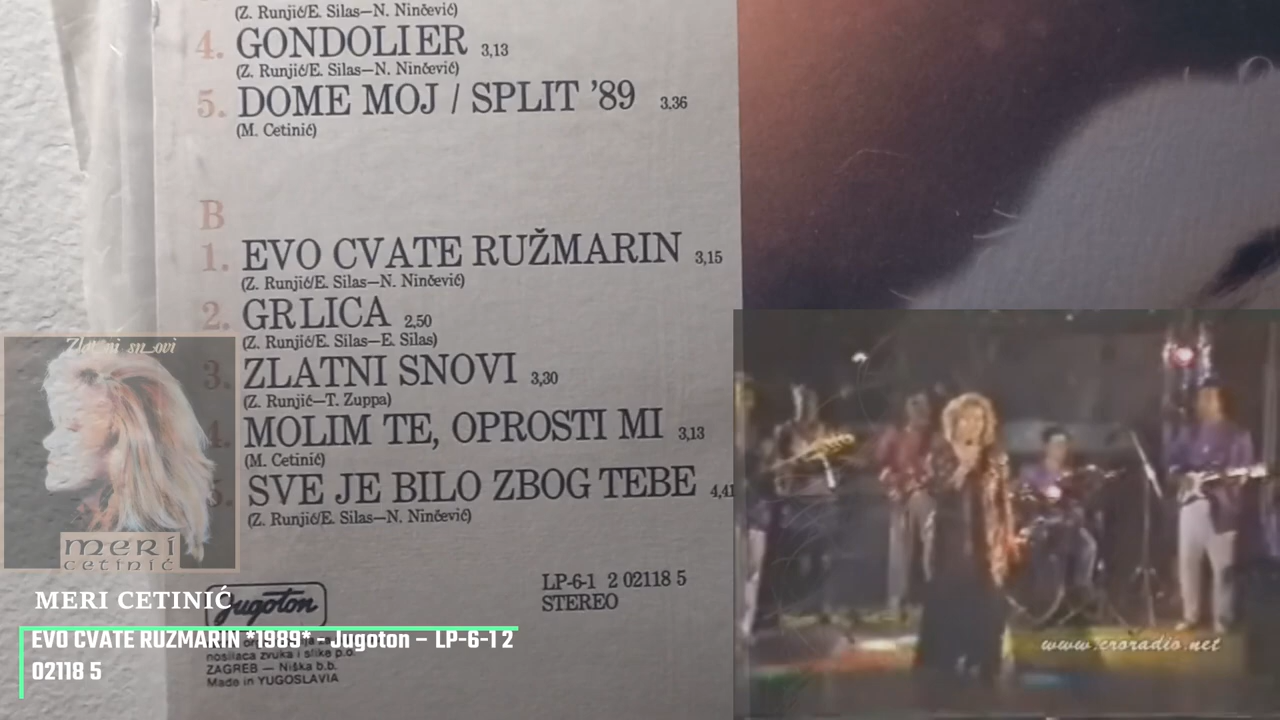 (Z. Runjić/E. Silas—N. Ninčević)
4. GONDOLIER 3,13
(Z. Runjić/E. Silas—N. Ninčević)
5. DOME MOJ / SPLIT '89 3.36
(M. Cetinić)
B
1. EVO CVATE RUŽMARIN 3,15
(Z. Runjić/E. Silas—N. Ninčević)
2. GRLICA 2,50
(Z. Runjić/E. Silas—E. Silas)
3. ZLATNI SNOVI 3,30
(Z. Runjić—T. Zuppa)
4. MOLIM TE, OPROSTI MI 3,13
(M. Cetinić)
5. SVE JE BILO ZBOG TEBE 4,41
(Z. Runjić/E. Silas—N. Ninčević)
LP-6-1 2 02118 5
STEREO
Jugoton
nosilaca zvuka i slike p.o.
ZAGREB — Niška b.b.
Made in YUGOSLAVIA
Zlatni snovi
meri
cetinić
MERI CETINIĆ
EVO CVATE RUZMARIN *1989* - Jugoton – LP-6-1 2
02118 5
www.croradio.net